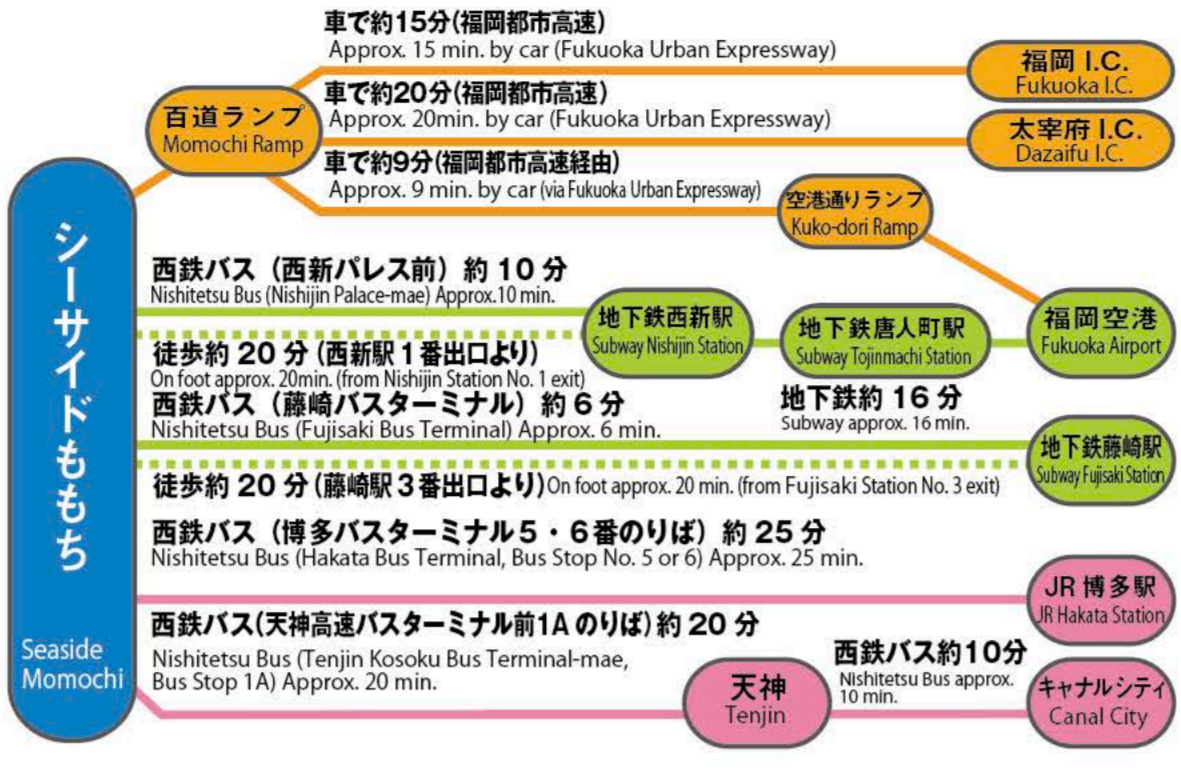 車で約15分(福岡都市高速)
Approx. 15 min. by car (Fukuoka Urban Expressway)
福岡 I.C.
Fukuoka I.C.
車で約20分(福岡都市高速)
Approx. 20min. by car (Fukuoka Urban Expressway)
百道ランプ
Momochi Ramp
太宰府 I.C.
Dazaifu I.C.
車で約9分(福岡都市高速経由)
Approx. 9 min. by car (via Fukuoka Urban Expressway)
空港通りランプ
Kuko-dori Ramp
シーサイドももち
Seaside
Momochi
西鉄バス（西新パレス前）約 10 分
Nishitetsu Bus (Nishijin Palace-mae) Approx.10 min.
地下鉄西新駅
Subway Nishijin Station
地下鉄唐人町駅
Subway Tojinmachi Station
福岡空港
Fukuoka Airport
徒歩約 20 分 (西新駅 1 番出口より)
On foot approx. 20min. (from Nishijin Station No. 1 exit)
地下鉄約 16 分
Subway approx. 16 min.
西鉄バス（藤崎バスターミナル）約 6 分
Nishitetsu Bus (Fujisaki Bus Terminal) Approx. 6 min.
地下鉄藤崎駅
Subway Fujisaki Station
徒歩約 20 分 (藤崎駅 3 番出口より) On foot approx. 20 min. (from Fujisaki Station No. 3 exit)
西鉄バス（博多バスターミナル 5・6 番のりば）約 25 分
Nishitetsu Bus (Hakata Bus Terminal, Bus Stop No. 5 or 6) Approx. 25 min.
JR 博多駅
JR Hakata Station
西鉄バス(天神高速バスターミナル前1A のりば) 約 20 分
Nishitetsu Bus (Tenjin Kosoku Bus Terminal-mae,
Bus Stop 1A) Approx. 20 min.
天神
Tenjin
西鉄バス約10分
Nishitetsu Bus approx.
10 min.
キャナルシティ
Canal City